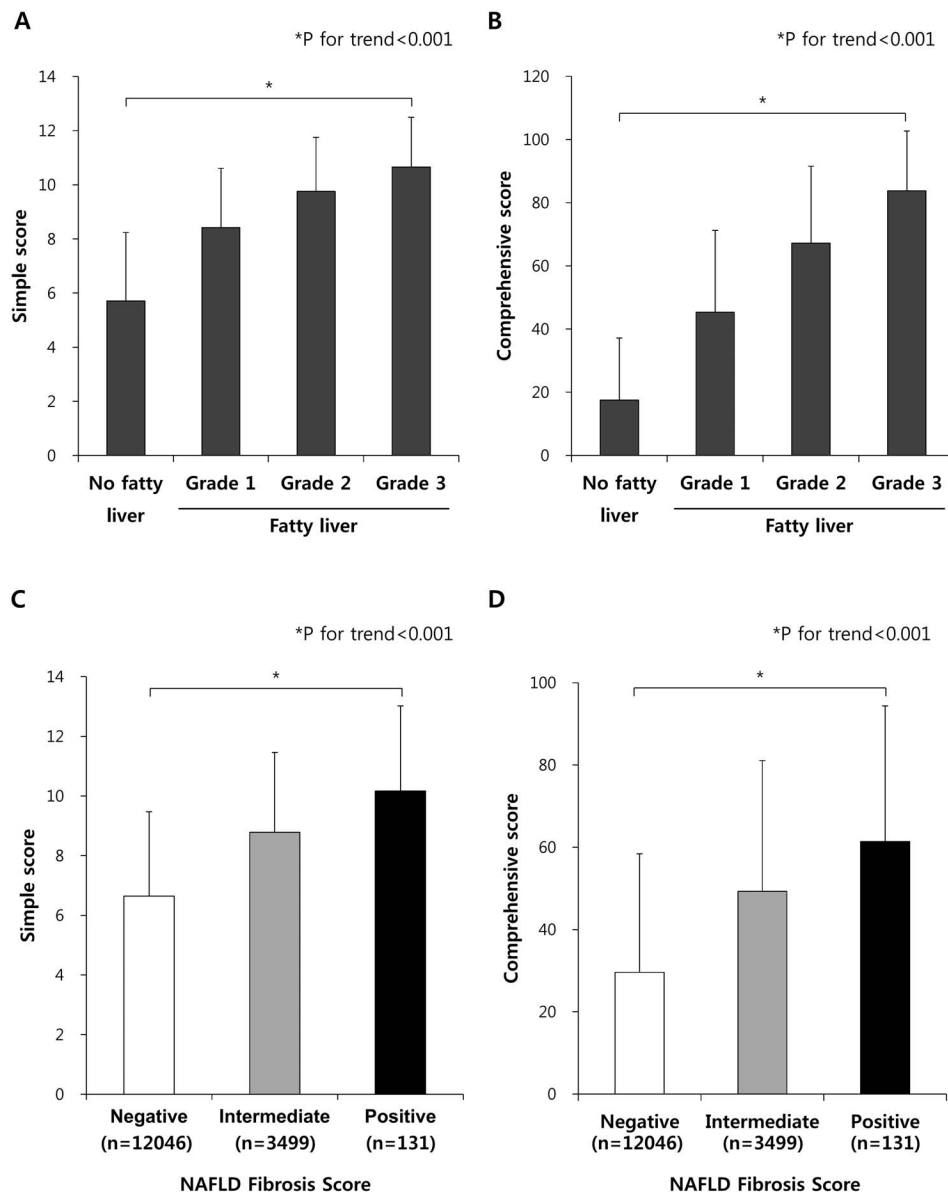 A
*P for trend<0.001
14
12
10
8
6
4
2
0
Simple score
*
No fatty liver
Grade 1
Grade 2
Grade 3
Fatty liver
B
*P for trend<0.001
120
100
80
60
40
20
0
Comprehensive score
*
No fatty liver
Grade 1
Grade 2
Grade 3
Fatty liver
C
*P for trend<0.001
14
12
10
8
6
4
2
0
Simple score
*
Negative
(n=12046)
Intermediate
(n=3499)
Positive
(n=131)
NAFLD Fibrosis Score
D
*P for trend<0.001
100
80
60
40
20
0
Comprehensive score
*
Negative
(n=12046)
Intermediate
(n=3499)
Positive
(n=131)
NAFLD Fibrosis Score